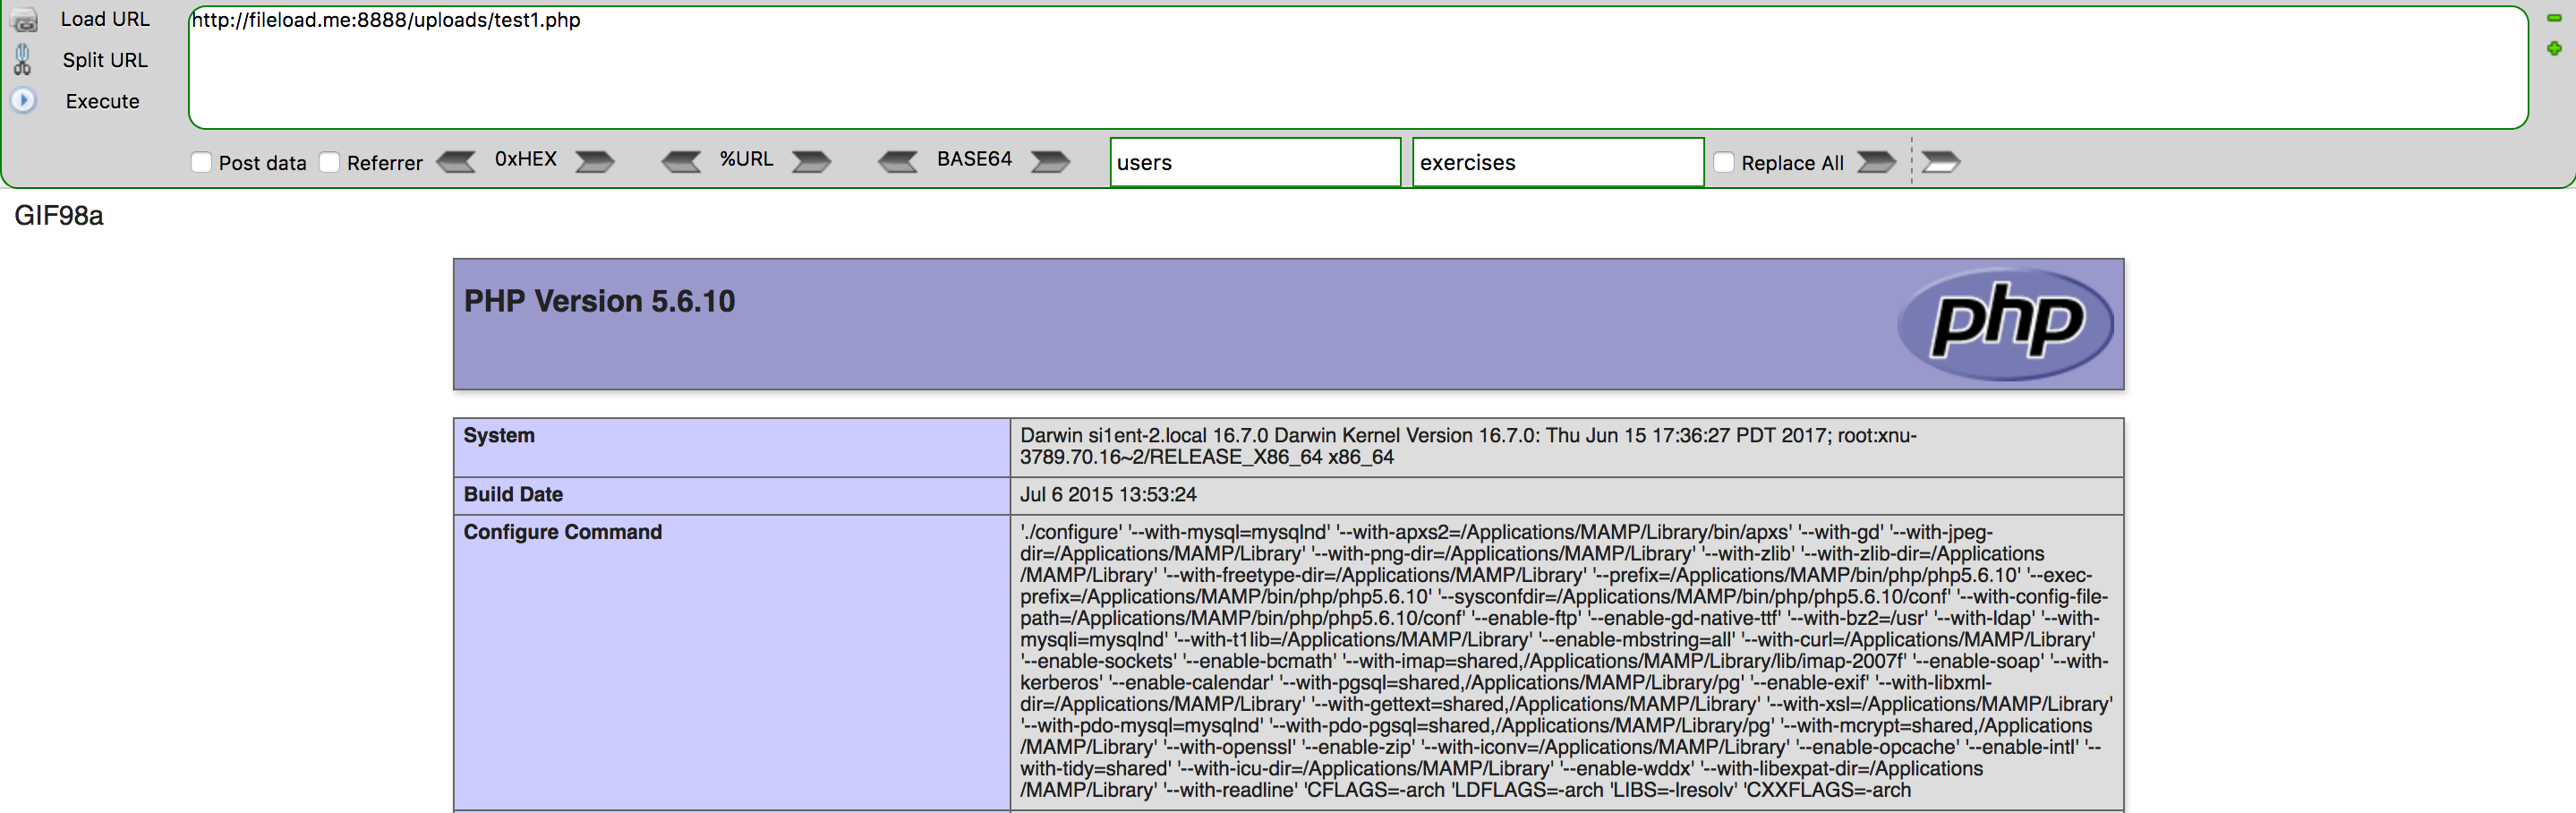 Load URL
http://fileload.me:8888/uploads/test1.php
Split URL
Execute
Post data Referrer 0xHEX %URL BASE64 users exercises Replace All
GIF98a
PHP Version 5.6.10
php
System
Darwin si1ent-2.local 16.7.0 Darwin Kernel Version 16.7.0: Thu Jun 15 17:36:27 PDT 2017; root:xnu-
3789.70.16~2/RELEASE_X86_64 x86_64
Build Date
Jul 6 2015 13:53:24
Configure Command
'./configure' '--with-mysql=mysqlnd' '--with-apxs2=/Applications/MAMP/Library/bin/apxs' '--with-gd' '--with-jpeg-
dir=/Applications/MAMP/Library' '--with-png-dir=/Applications/MAMP/Library' '--with-zlib' '--with-zlib-dir=/Applications
/MAMP/Library' '--with-freetype-dir=/Applications/MAMP/Library' '--prefix=/Applications/MAMP/bin/php/php5.6.10' '--exec-
prefix=/Applications/MAMP/bin/php/php5.6.10' '--sysconfdir=/Applications/MAMP/bin/php/php5.6.10/conf' '--with-config-file-
path=/Applications/MAMP/bin/php/php5.6.10/conf' '--enable-ftp' '--enable-gd-native-ttf' '--with-bz2=/usr' '--with-ldap' '--with-
mysqli=mysqlnd' '--with-t1lib=/Applications/MAMP/Library' '--enable-mbstring=all' '--with-curl=/Applications/MAMP/Library'
'--enable-sockets' '--enable-bcmath' '--with-imap=shared,/Applications/MAMP/Library/lib/imap-2007f' '--enable-soap' '--with-
kerberos' '--enable-calendar' '--with-pgsql=shared,/Applications/MAMP/Library/pg' '--enable-exif' '--with-libxml-
dir=/Applications/MAMP/Library' '--with-gettext=shared,/Applications/MAMP/Library' '--with-xsl=/Applications/MAMP/Library'
'--with-pdo-mysql=mysqlnd' '--with-pdo-pgsql=shared,/Applications/MAMP/Library/pg' '--with-mcrypt=shared,/Applications
/MAMP/Library' '--with-openssl' '--enable-zip' '--with-iconv=/Applications/MAMP/Library' '--enable-opcache' '--enable-intl' '--
with-tidy=shared' '--with-icu-dir=/Applications/MAMP/Library' '--enable-wddx' '--with-libexpat-dir=/Applications
/MAMP/Library' '--with-readline' 'CFLAGS=-arch 'LDFLAGS=-arch 'LIBS=-lresolv' 'CXXFLAGS=-arch